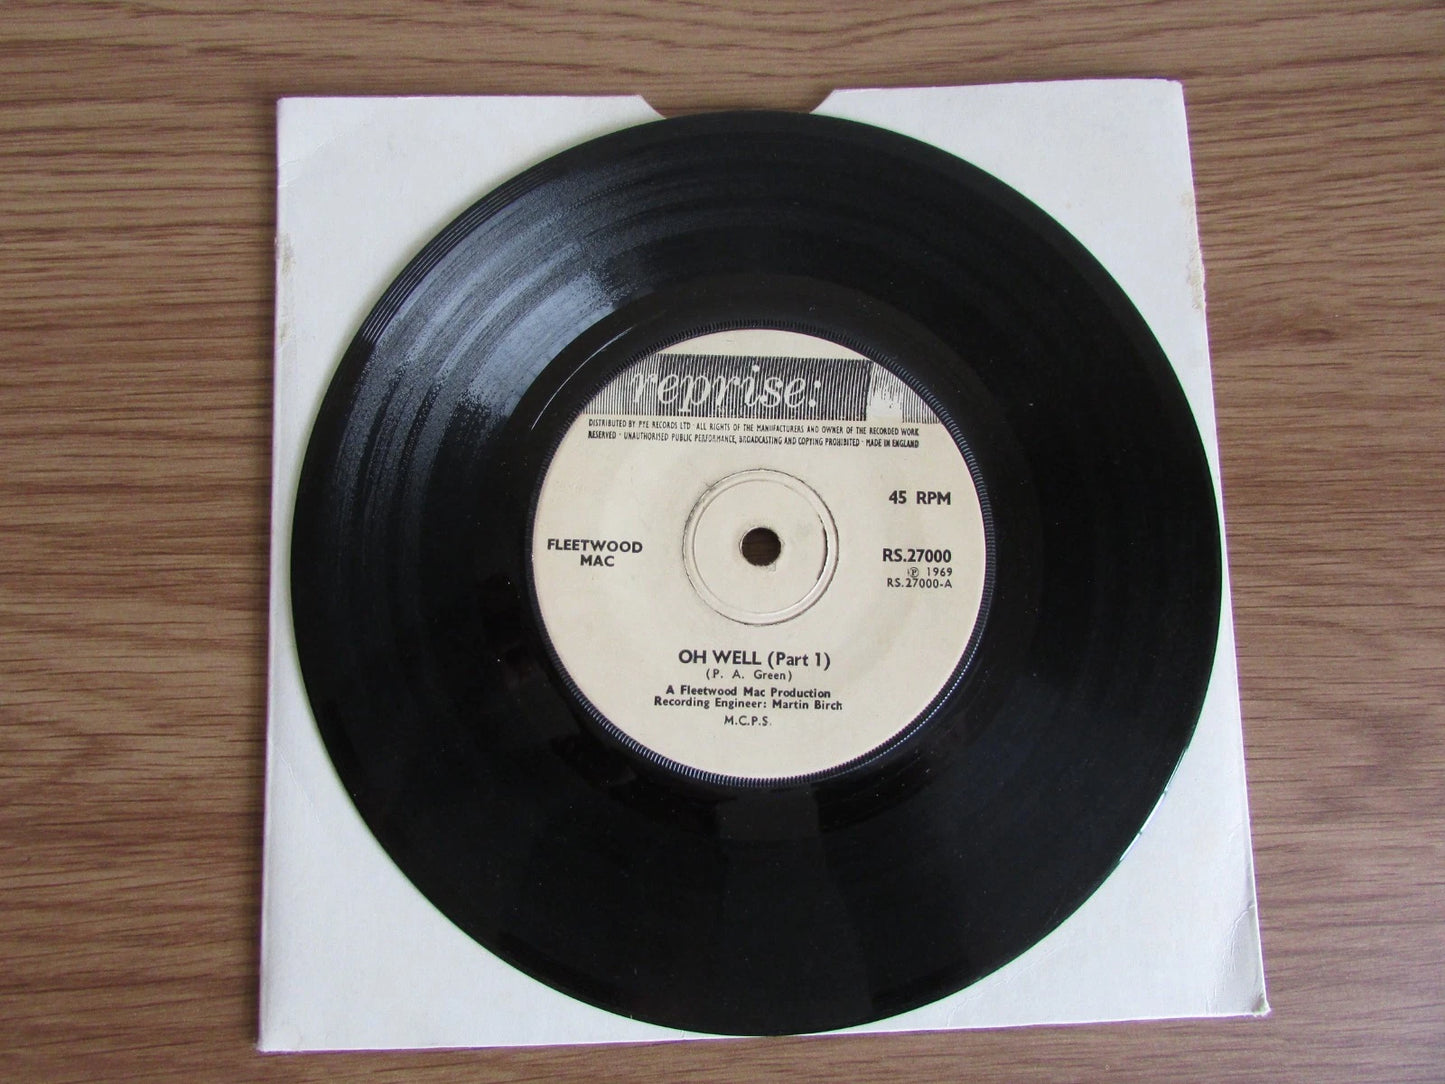 reprise:
DISTRIBUTED BY PYE RECORDS LTD · ALL RIGHTS OF THE MANUFACTURERS AND OWNER OF THE RECORDED WORK
RESERVED · UNAUTHORISED PUBLIC PERFORMANCE, BROADCASTING AND COPYING PROHIBITED · MADE IN ENGLAND
45 RPM
FLEETWOOD
MAC
RS.27000
℗ 1969
RS.27000-A
OH WELL (Part 1)
(P. A. Green)
A Fleetwood Mac Production
Recording Engineer: Martin Birch
M.C.P.S.